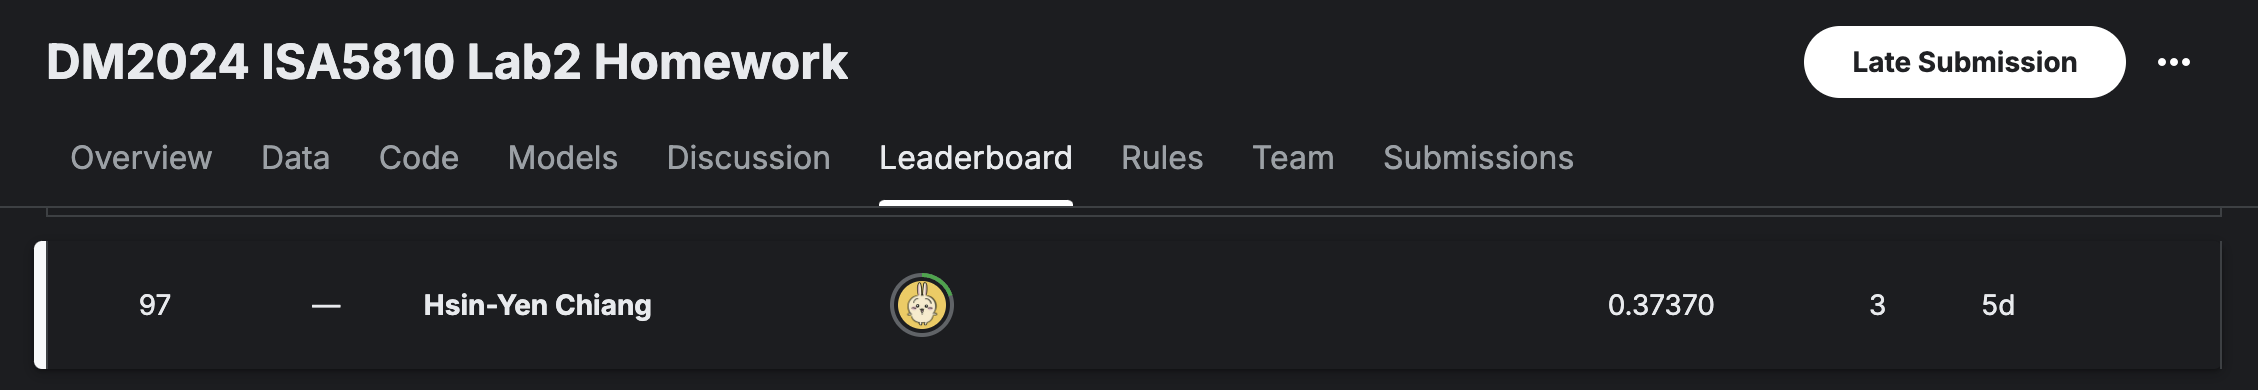 DM2024 ISA5810 Lab2 Homework
Late Submission
Overview Data Code Models Discussion Leaderboard Rules Team Submissions
97 — Hsin-Yen Chiang 0.37370 3 5d